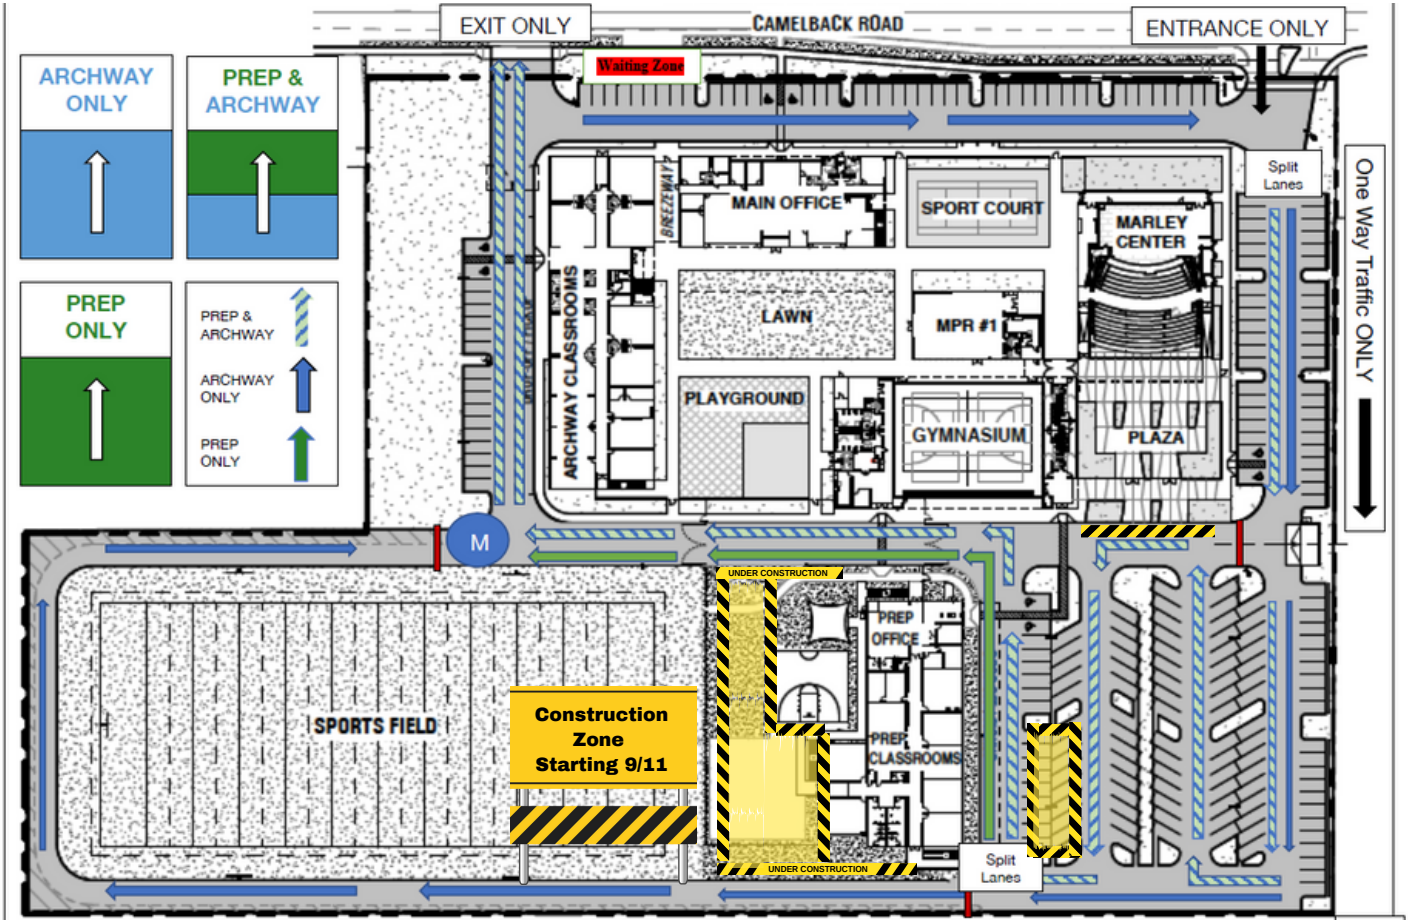 EXIT ONLY
CAMELBACK ROAD
ENTRANCE ONLY
Waiting Zone
ARCHWAY
ONLY
PREP &
ARCHWAY
PREP
ONLY
PREP &
ARCHWAY
ARCHWAY
ONLY
PREP
ONLY
Split
Lanes
One Way Traffic ONLY
BREEZEWAY
MAIN OFFICE
SPORT COURT
MARLEY
CENTER
ARCHWAY CLASSROOMS
LAWN
MPR #1
PLAYGROUND
GYMNASIUM
PLAZA
M
UNDER CONSTRUCTION
PREP
OFFICE
SPORTS FIELD
Construction
Zone
Starting 9/11
PREP
CLASSROOMS
UNDER CONSTRUCTION
Split
Lanes